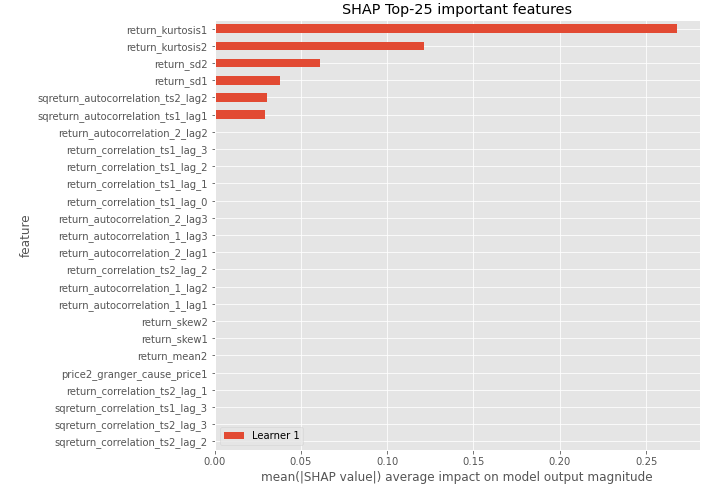 SHAP Top-25 important features
return_kurtosis1
return_kurtosis2
return_sd2
return_sd1
sqreturn_autocorrelation_ts2_lag2
sqreturn_autocorrelation_ts1_lag1
return_autocorrelation_2_lag2
return_correlation_ts1_lag_3
return_correlation_ts1_lag_2
return_correlation_ts1_lag_1
return_correlation_ts1_lag_0
return_autocorrelation_2_lag3
return_autocorrelation_1_lag3
return_autocorrelation_2_lag1
return_correlation_ts2_lag_2
return_autocorrelation_1_lag2
return_autocorrelation_1_lag1
return_skew2
return_skew1
return_mean2
price2_granger_cause_price1
return_correlation_ts2_lag_1
sqreturn_correlation_ts1_lag_3
sqreturn_correlation_ts2_lag_3
sqreturn_correlation_ts2_lag_2
feature
Learner 1
0.00 0.05 0.10 0.15 0.20 0.25
mean(|SHAP value|) average impact on model output magnitude